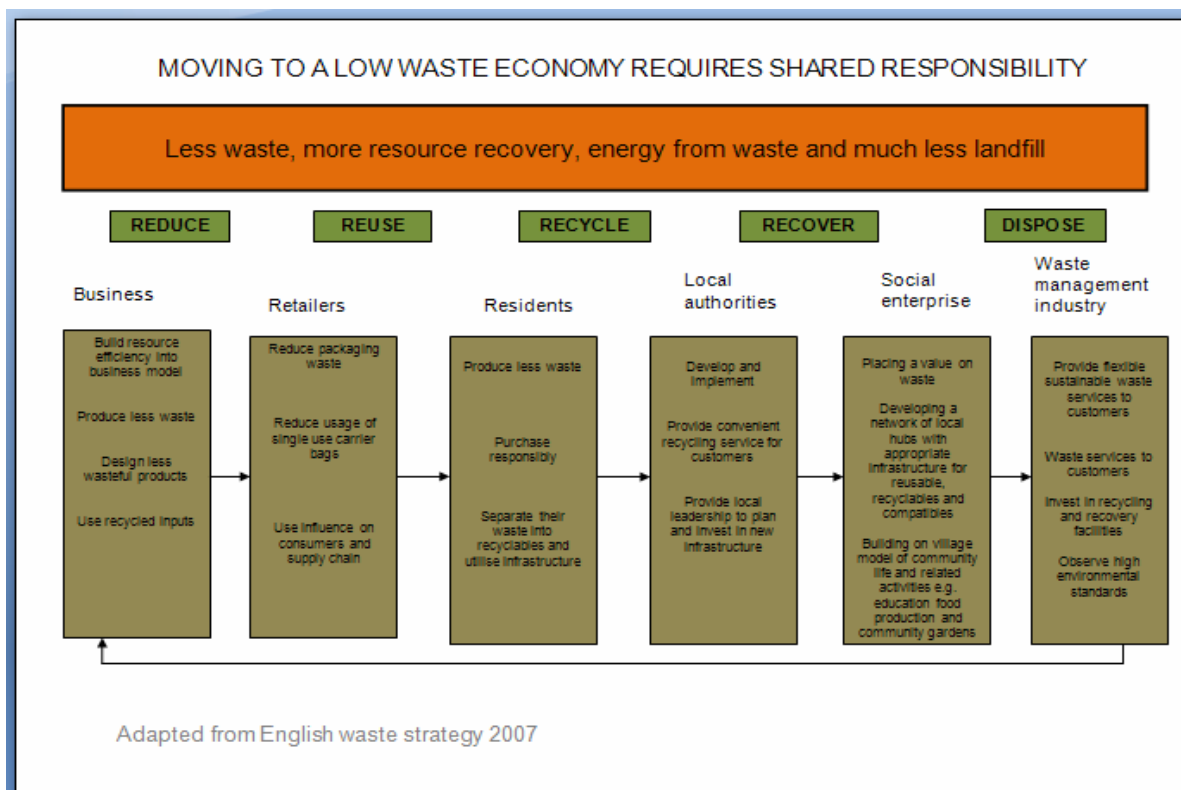 MOVING TO A LOW WASTE ECONOMY REQUIRES SHARED RESPONSIBILITY
Less waste, more resource recovery, energy from waste and much less landfill
REDUCE
REUSE
RECYCLE
RECOVER
DISPOSE
Business
Build resource
efficiency into
business model
Produce less waste
Design less
wasteful products
Use recycled inputs
Retailers
Reduce packaging
waste
Reduce usage of
single use carrier
bags
Use influence on
consumers and
supply chain
Residents
Produce less waste
Purchase
responsibly
Separate their
waste into
recyclables and
utilise infrastructure
Local
authorities
Develop and
implement
Provide convenient
recycling service for
customers
Provide local
leadership to plan
and invest in new
infrastructure
Social
enterprise
Placing a value on
waste
Developing a
network of local
hubs with
appropriate
infrastructure for
reusable,
recyclables and
compatibles
Building on village
model of community
life and related
activities e.g.
education food
production and
community gardens
Waste
management
industry
Provide flexible
sustainable waste
services to
customers
Waste services to
customers
Invest in recycling
and recovery
facilities
Observe high
environmental
standards
Adapted from English waste strategy 2007